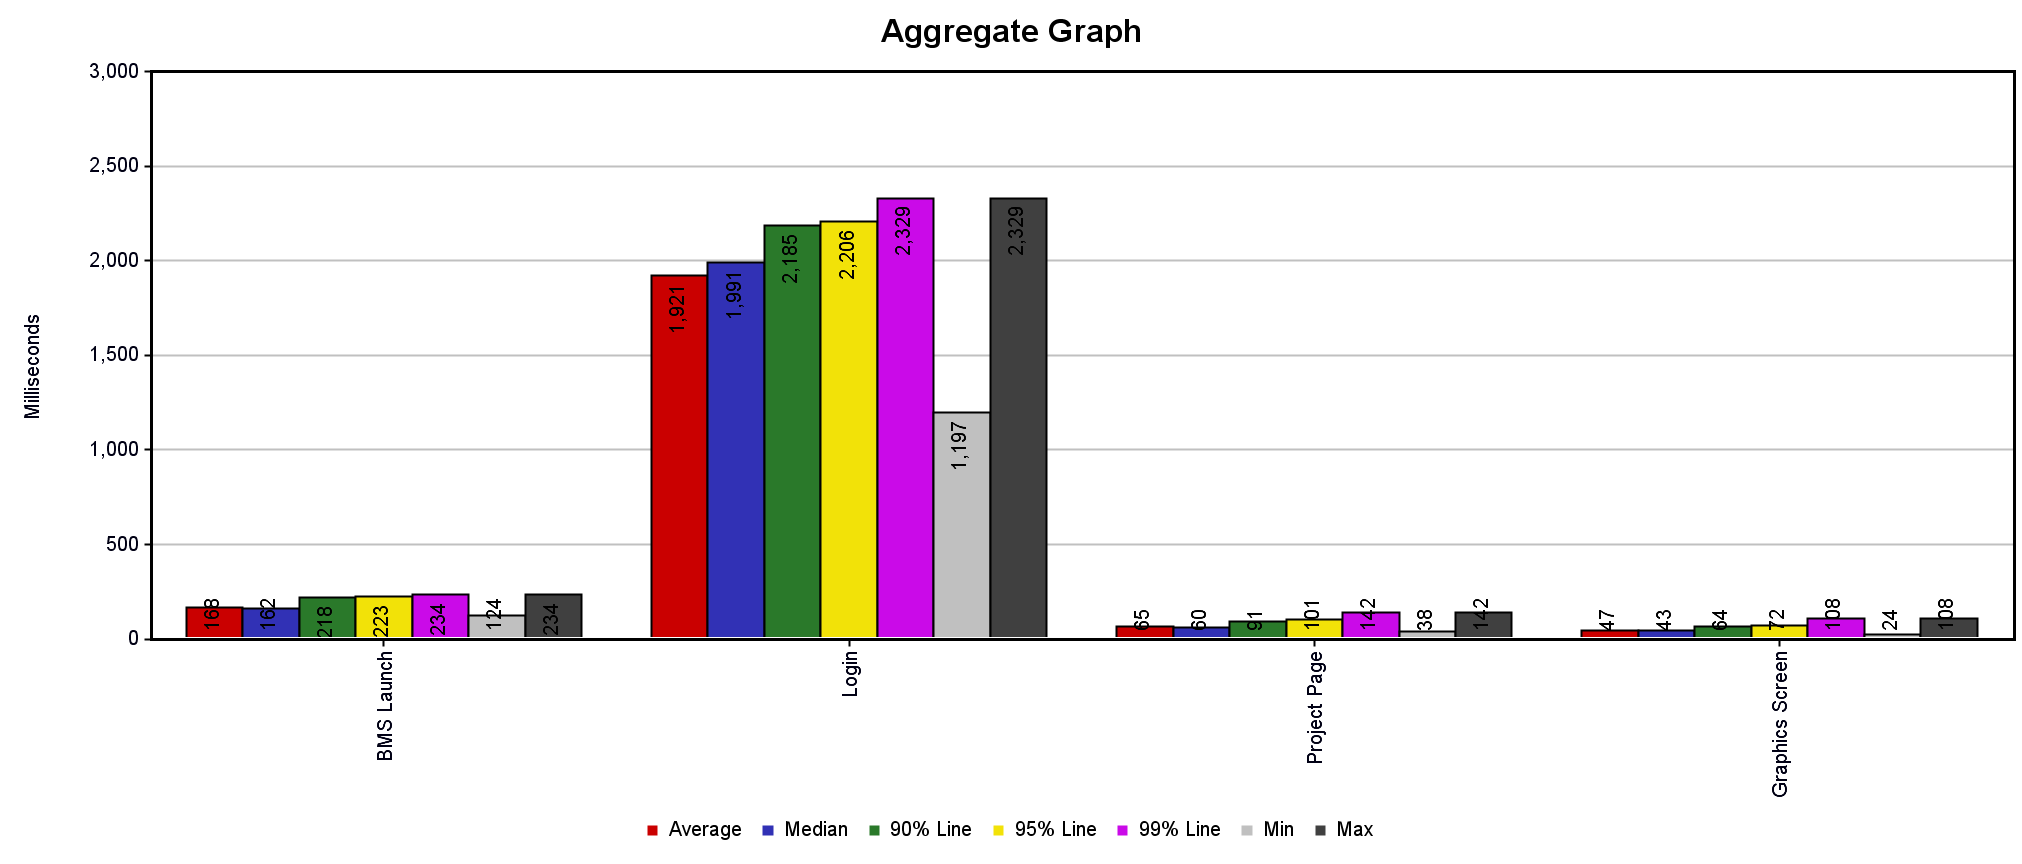 Aggregate Graph
3,000
2,500
2,000
1,500
1,000
500
0
Milliseconds
168 162 218 223 234 124 234
1,921 1,991 2,185 2,206 2,329 1,197 2,329
65 60 91 101 142 38 142
47 43 64 72 108 24 108
BMS Launch
Login
Project Page
Graphics Screen
Average Median 90% Line 95% Line 99% Line Min Max